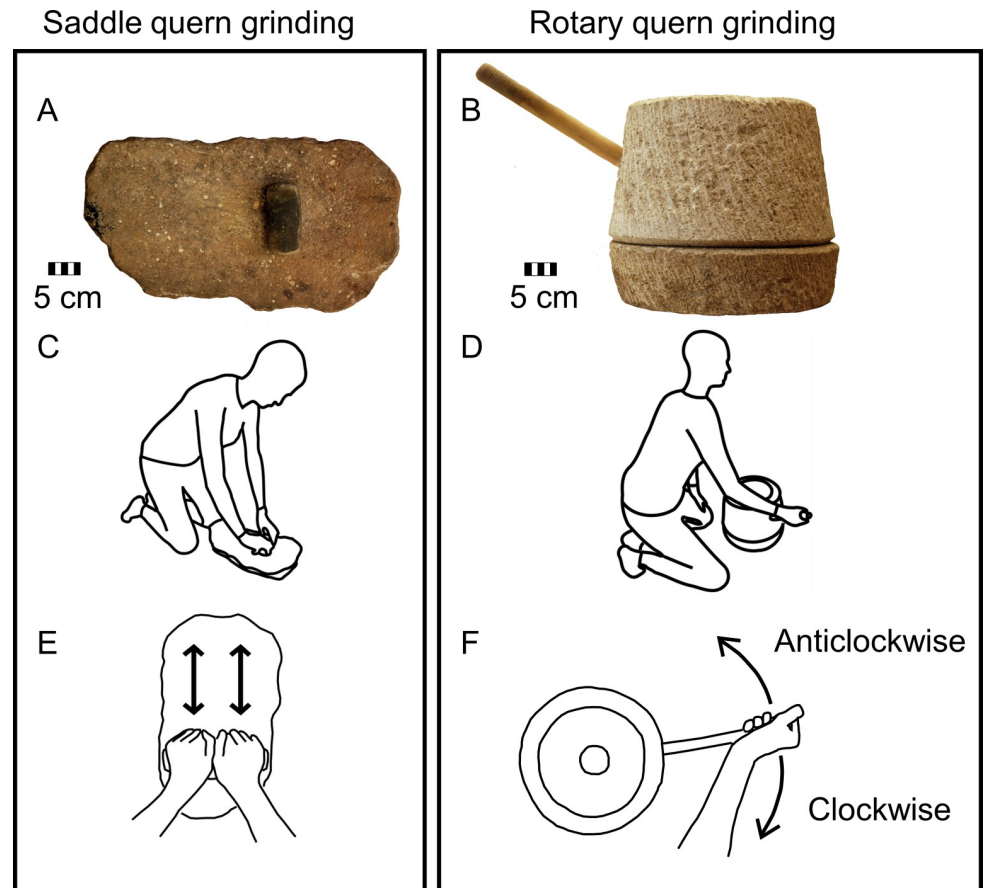 Saddle quern grinding
Rotary quern grinding
A
5 cm
B
5 cm
C
D
E
F
Anticlockwise
Clockwise